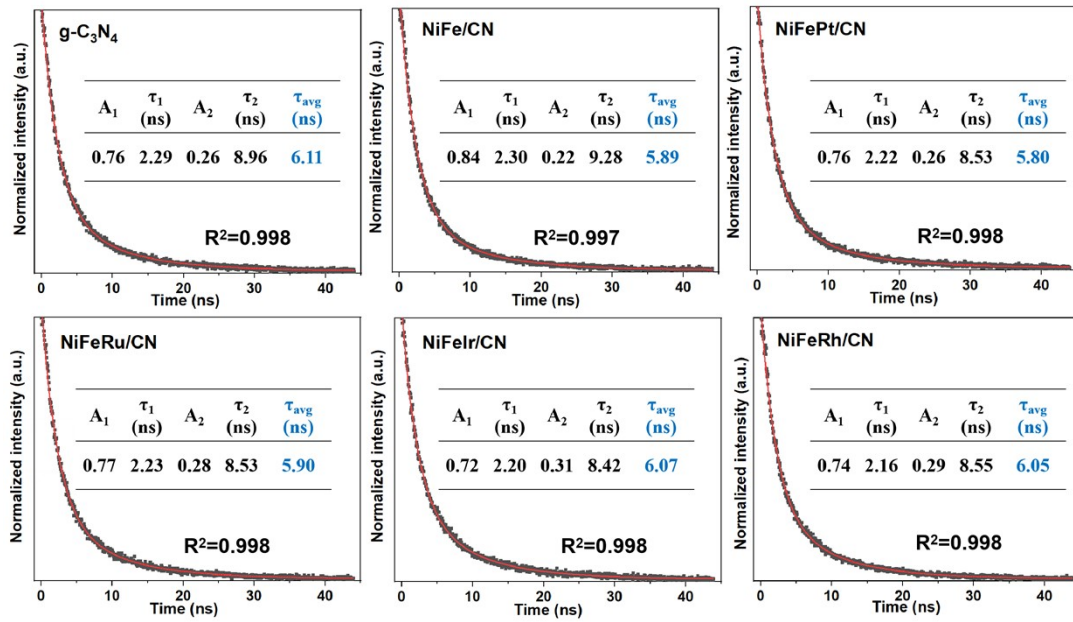 g-C₃N₄
Normalized intensity (a.u.)
A₁ τ₁ (ns) A₂ τ₂ (ns) τavg (ns)
0.76 2.29 0.26 8.96 6.11
R²=0.998
0 10 20 30 40
Time (ns)
NiFe/CN
Normalized intensity (a.u.)
A₁ τ₁ (ns) A₂ τ₂ (ns) τavg (ns)
0.84 2.30 0.22 9.28 5.89
R²=0.997
0 10 20 30 40
Time (ns)
NiFePt/CN
Normalized intensity (a.u.)
A₁ τ₁ (ns) A₂ τ₂ (ns) τavg (ns)
0.76 2.22 0.26 8.53 5.80
R²=0.998
0 10 20 30 40
Time (ns)
NiFeRu/CN
Normalized intensity (a.u.)
A₁ τ₁ (ns) A₂ τ₂ (ns) τavg (ns)
0.77 2.23 0.28 8.53 5.90
R²=0.998
0 10 20 30 40
Time (ns)
NiFeIr/CN
Normalized intensity (a.u.)
A₁ τ₁ (ns) A₂ τ₂ (ns) τavg (ns)
0.72 2.20 0.31 8.42 6.07
R²=0.998
0 10 20 30 40
Time (ns)
NiFeRh/CN
Normalized intensity (a.u.)
A₁ τ₁ (ns) A₂ τ₂ (ns) τavg (ns)
0.74 2.16 0.29 8.55 6.05
R²=0.998
0 10 20 30 40
Time (ns)